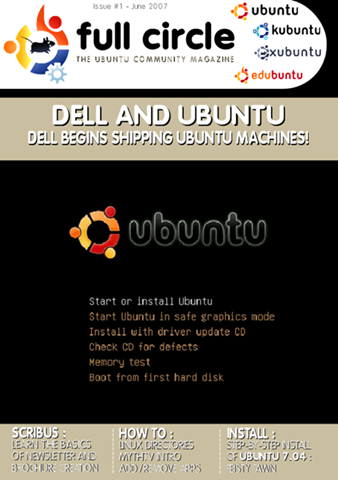 Issue #1 - June 2007
full circle
THE UBUNTU COMMUNITY MAGAZINE
ubuntu
kubuntu
xubuntu
edubuntu
DELL AND UBUNTU
DELL BEGINS SHIPPING UBUNTU MACHINES!
ubuntu
Start or install Ubuntu
Start Ubuntu in safe graphics mode
Install with driver update CD
Check CD for defects
Memory test
Boot from first hard disk
SCRIBUS :
LEARN THE BASICS
OF NEWSLETTER AND
BROCHURE CREATION
HOW TO :
LINUX DIRECTORIES
MYTHTV INTRO
ADD/REMOVE APPS
INSTALL :
STEP-BY-STEP INSTALL
OF UBUNTU 7.04 :
FEISTY FAWN